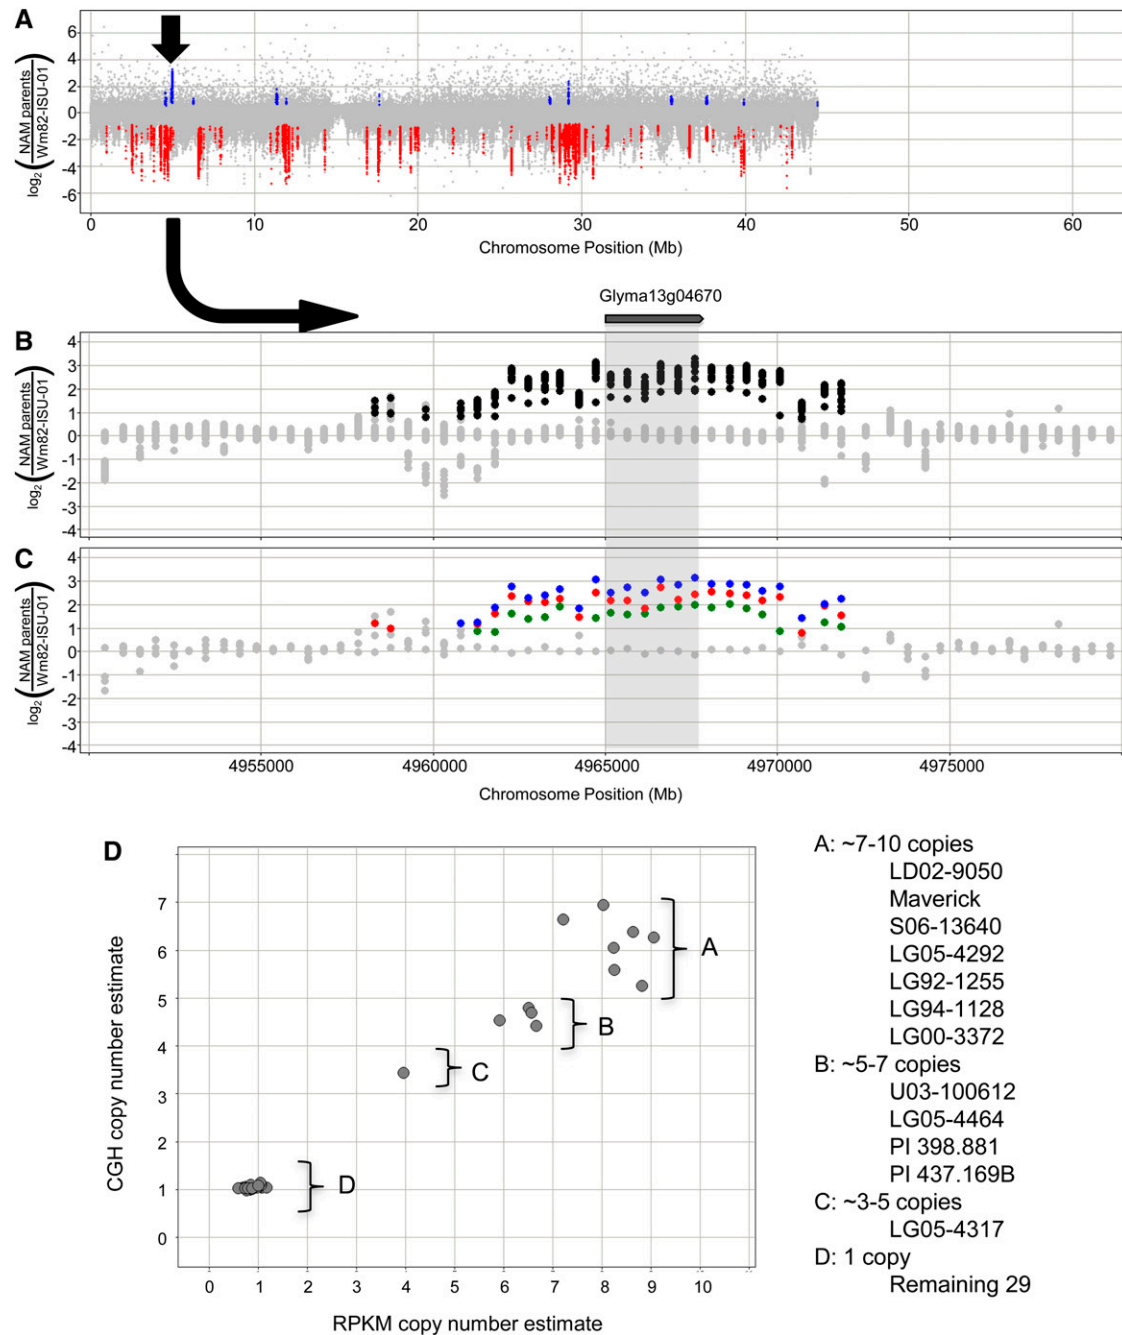 A
log2(NAM parents/Wm82-ISU-01)
6
4
2
0
-2
-4
-6
0 10 20 30 40 50 60
Chromosome Position (Mb)
Glyma13g04670
B
log2(NAM parents/Wm82-ISU-01)
4
3
2
1
0
-1
-2
-3
-4
C
log2(NAM parents/Wm82-ISU-01)
4
3
2
1
0
-1
-2
-3
-4
4955000 4960000 4965000 4970000 4975000
Chromosome Position (Mb)
D
CGH copy number estimate
7
6
5
4
3
2
1
0
A
B
C
D
0 1 2 3 4 5 6 7 8 9 10
RPKM copy number estimate
A: ~7-10 copies
LD02-9050
Maverick
S06-13640
LG05-4292
LG92-1255
LG94-1128
LG00-3372
B: ~5-7 copies
U03-100612
LG05-4464
PI 398.881
PI 437.169B
C: ~3-5 copies
LG05-4317
D: 1 copy
Remaining 29